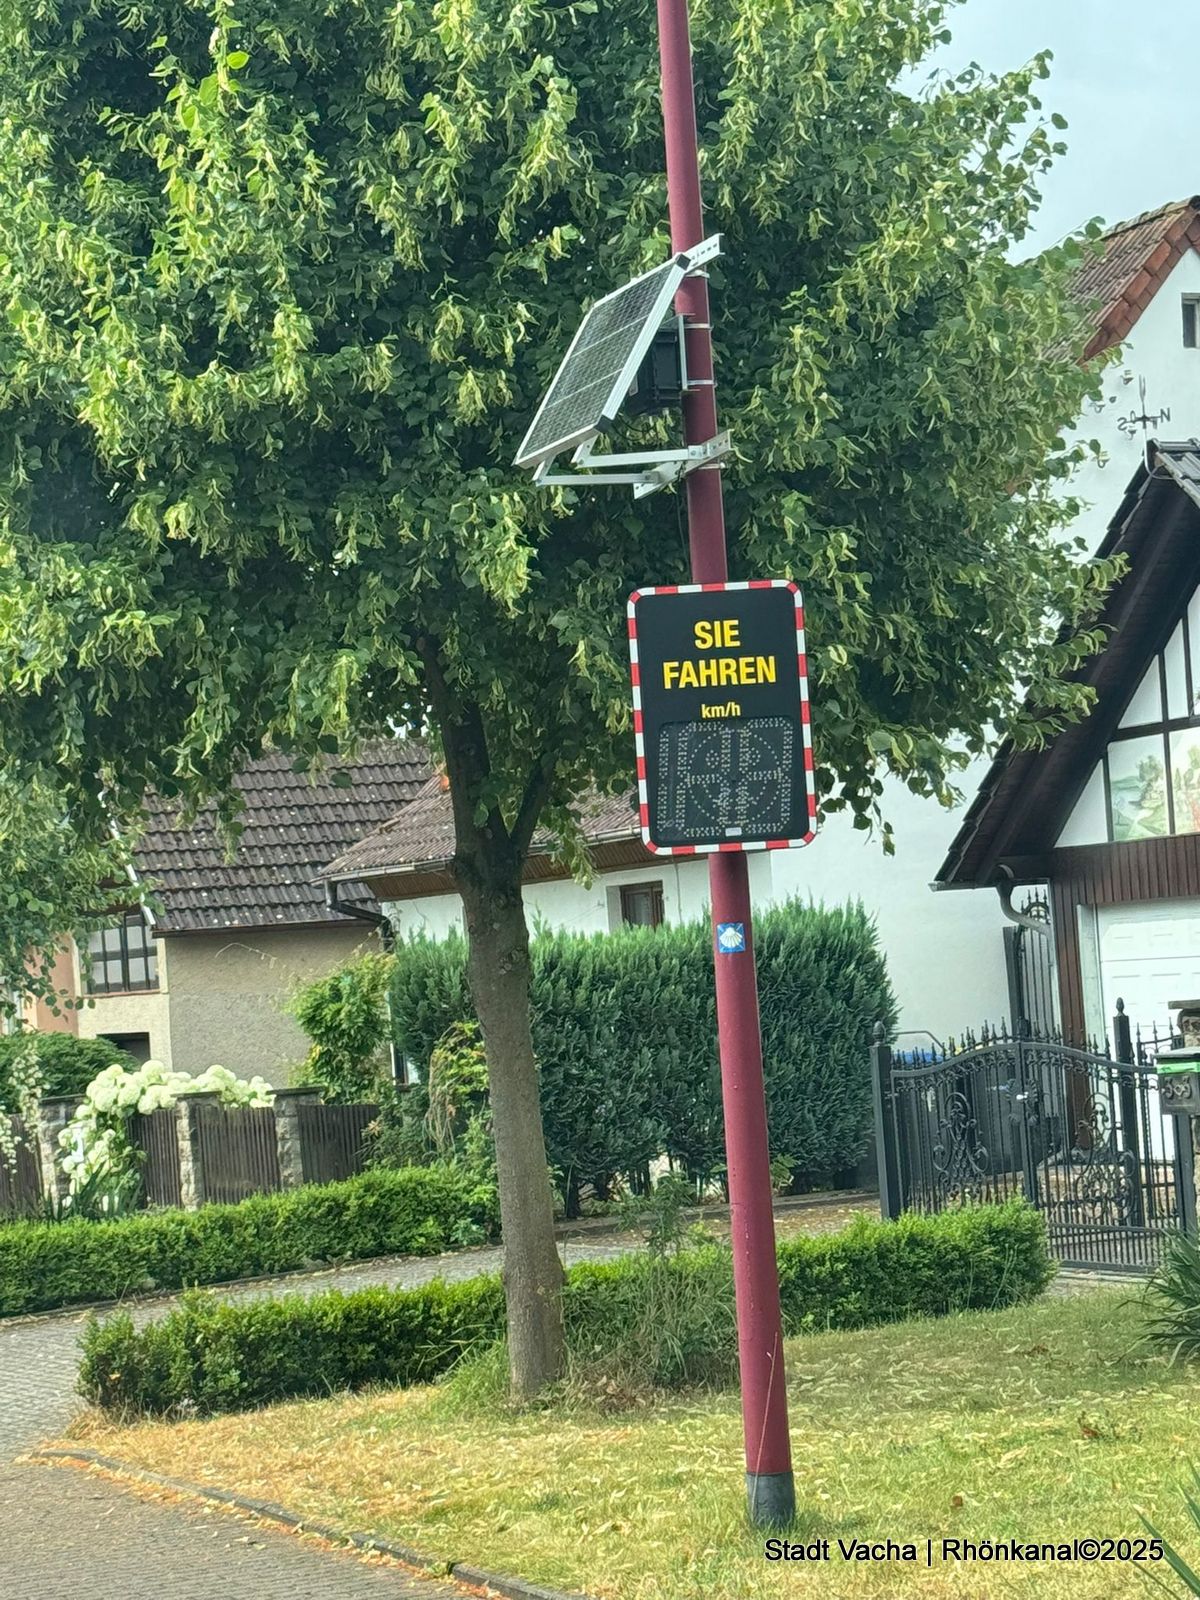 SIE
FAHREN
km/h
Stadt Vacha | Rhönkanal©2025